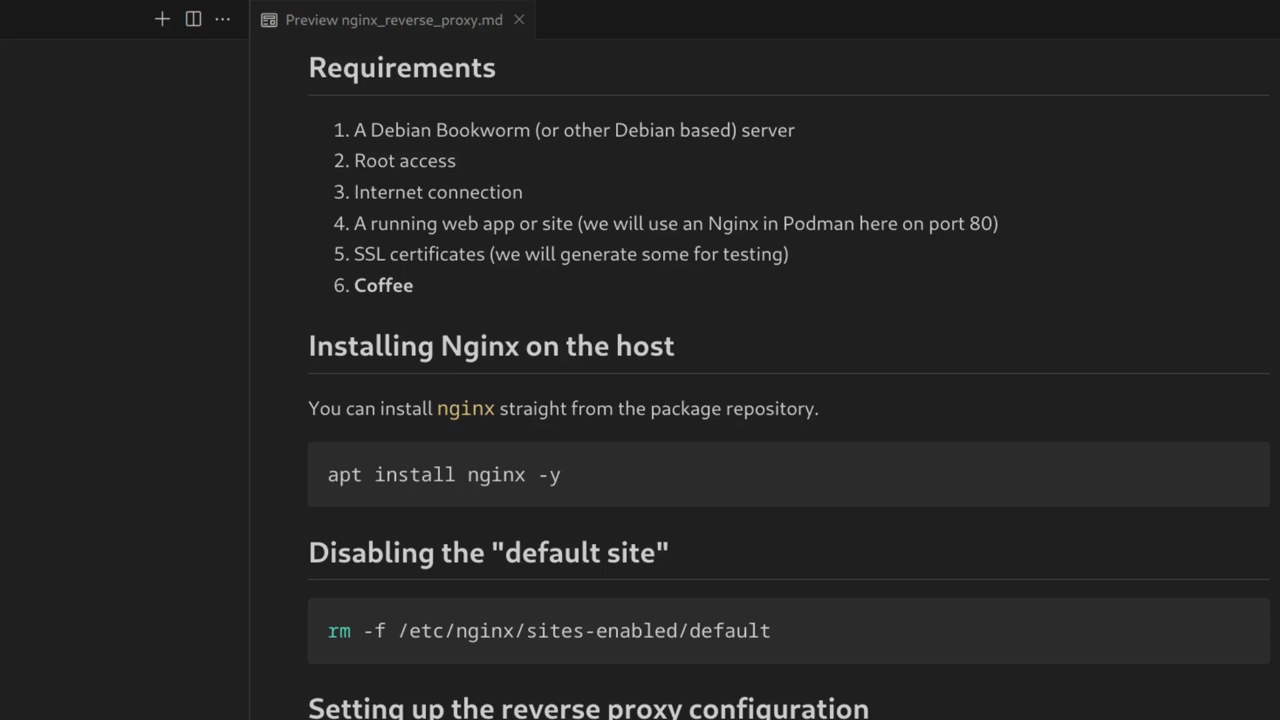 Preview nginx_reverse_proxy.md
Requirements
1. A Debian Bookworm (or other Debian based) server
2. Root access
3. Internet connection
4. A running web app or site (we will use an Nginx in Podman here on port 80)
5. SSL certificates (we will generate some for testing)
6. Coffee
Installing Nginx on the host
You can install nginx straight from the package repository.
apt install nginx -y
Disabling the "default site"
rm -f /etc/nginx/sites-enabled/default
Setting up the reverse proxy configuration